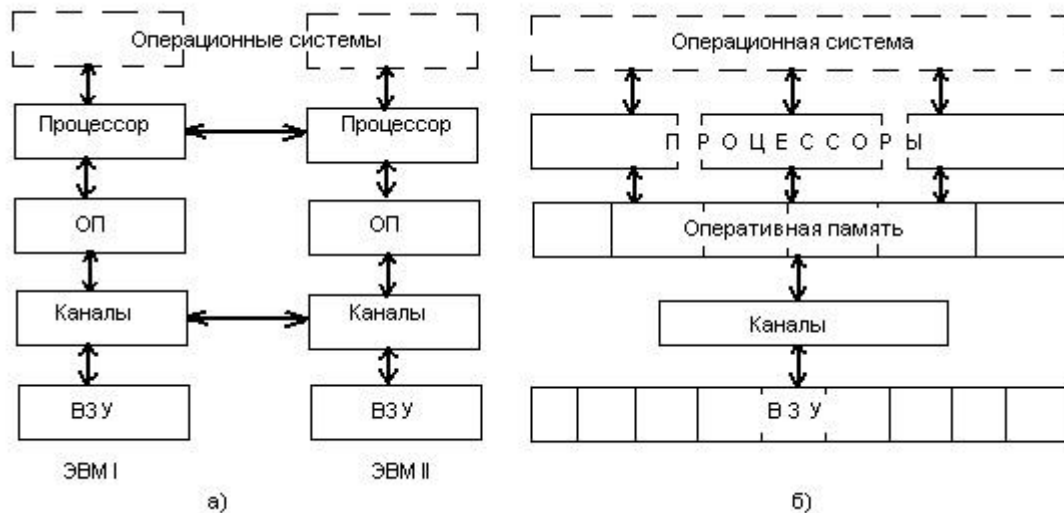 Операционные системы
Процессор
Процессор
ОП
ОП
Каналы
Каналы
ВЗУ
ВЗУ
ЭВМ I
ЭВМ II
а)
Операционная система
П Р О Ц Е С С О Р Ы
Оперативная память
Каналы
В З У
б)